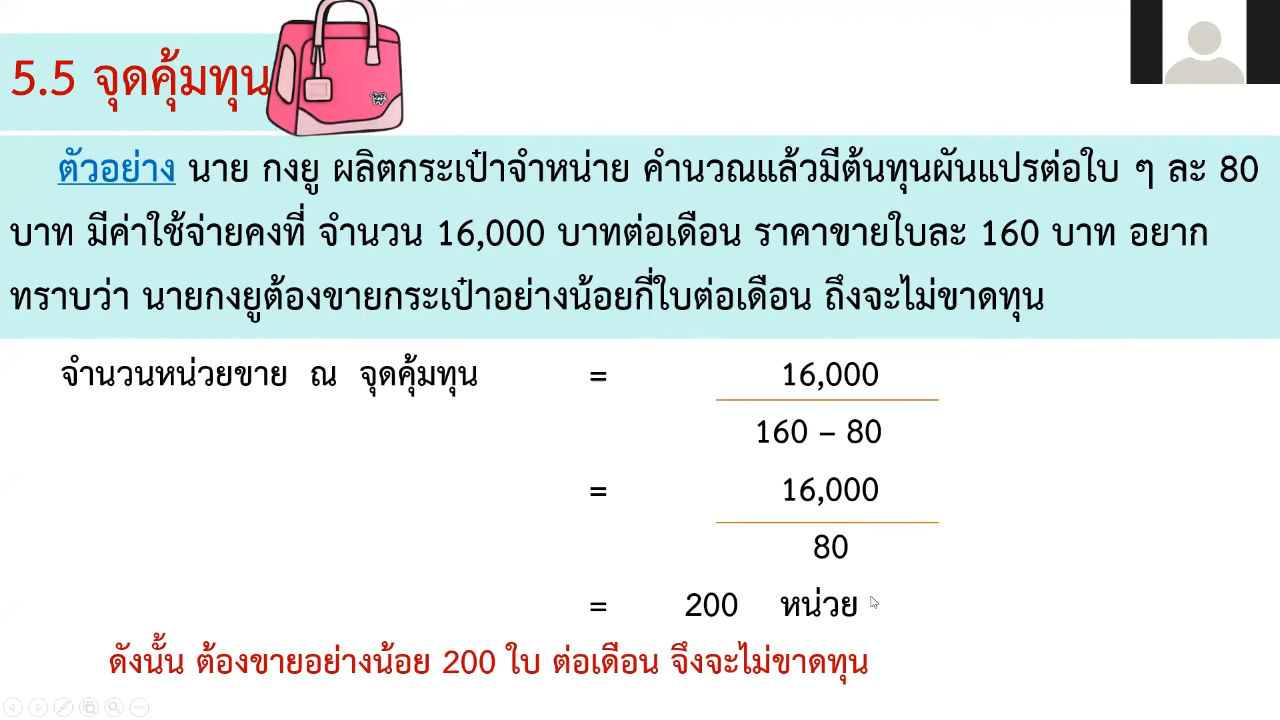 5.5 จุดคุ้มทุน
ตัวอย่าง นาย กงยู ผลิตกระเป๋าจำหน่าย คำนวณแล้วมีต้นทุนผันแปรต่อใบ ๆ ละ 80
บาท มีค่าใช้จ่ายคงที่ จำนวน 16,000 บาทต่อเดือน ราคาขายใบละ 160 บาท อยาก
ทราบว่า นายกงยูต้องขายกระเป๋าอย่างน้อยกี่ใบต่อเดือน ถึงจะไม่ขาดทุน
จำนวนหน่วยขาย ณ จุดคุ้มทุน = 16,000
160 – 80
= 16,000
80
= 200 หน่วย
ดังนั้น ต้องขายอย่างน้อย 200 ใบ ต่อเดือน จึงจะไม่ขาดทุน